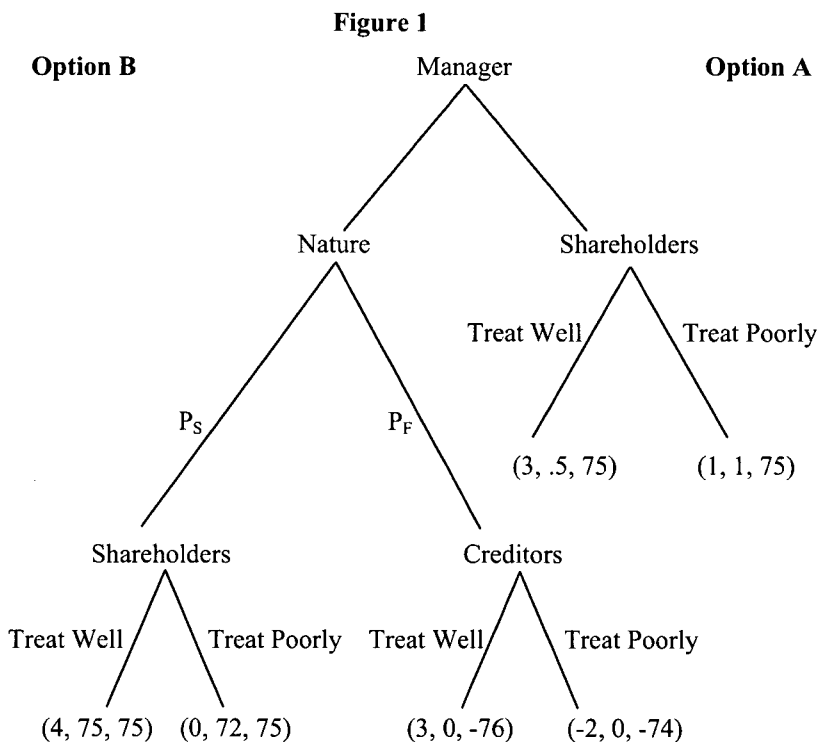 Figure 1
Option B Manager Option A
Nature Shareholders
Treat Well Treat Poorly
P_S P_F
(3, .5, 75) (1, 1, 75)
Shareholders Creditors
Treat Well Treat Poorly Treat Well Treat Poorly
(4, 75, 75) (0, 72, 75) (3, 0, -76) (-2, 0, -74)